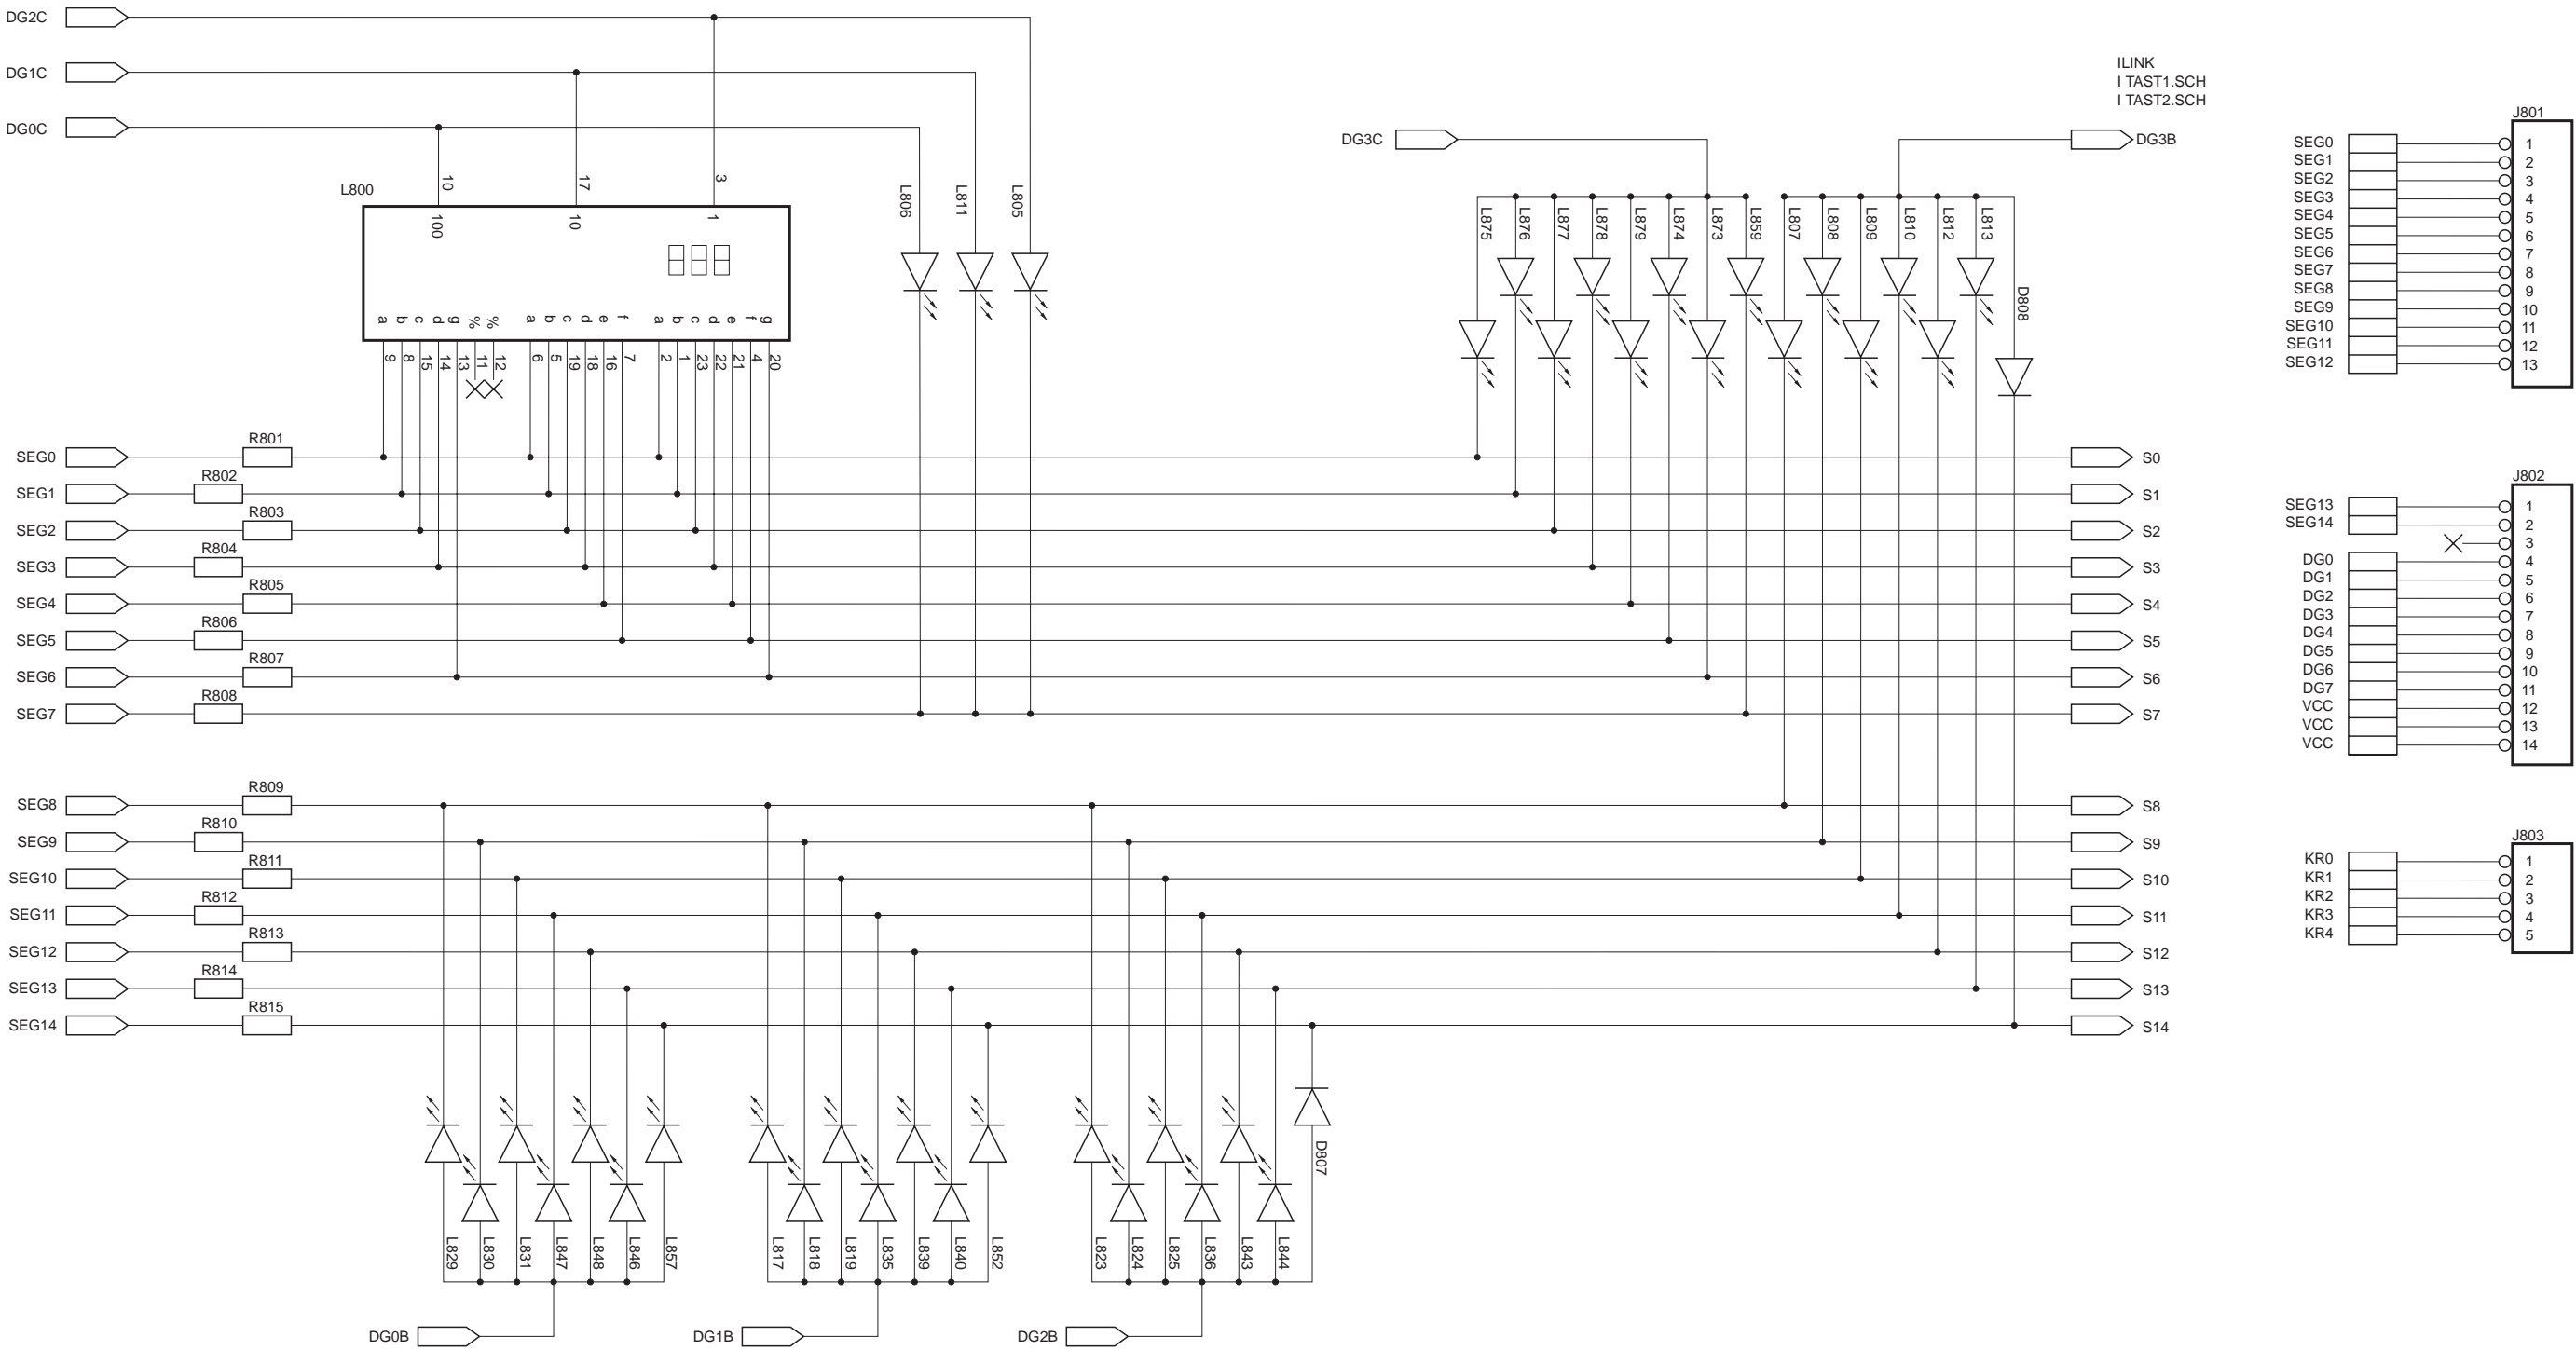 DG2C
DG1C
DG0C
L800
10
17
3
100
10
1
L806
L811
L805
a b c d g % % a b c d e f a b c d e f g
9 8 15 14 13 11 12 6 5 19 18 16 7 2 1 23 22 21 4 20
DG3C
DG3B
ILINK
I TAST1.SCH
I TAST2.SCH
L875 L876 L877 L878 L879 L874 L873 L859 L807 L808 L809 L810 L812 L813
D808
SEG0 R801 S0
SEG1 R802 S1
SEG2 R803 S2
SEG3 R804 S3
SEG4 R805 S4
SEG5 R806 S5
SEG6 R807 S6
SEG7 R808 S7
SEG8 R809 S8
SEG9 R810 S9
SEG10 R811 S10
SEG11 R812 S11
SEG12 R813 S12
SEG13 R814 S13
SEG14 R815 S14
L829 L830 L831 L847 L848 L846 L857
L817 L818 L819 L835 L839 L840 L852
L823 L824 L825 L836 L843 L844
D807
DG0B
DG1B
DG2B
J801
SEG0 1
SEG1 2
SEG2 3
SEG3 4
SEG4 5
SEG5 6
SEG6 7
SEG7 8
SEG8 9
SEG9 10
SEG10 11
SEG11 12
SEG12 13
J802
SEG13 1
SEG14 2
3
DG0 4
DG1 5
DG2 6
DG3 7
DG4 8
DG5 9
DG6 10
DG7 11
VCC 12
VCC 13
VCC 14
J803
KR0 1
KR1 2
KR2 3
KR3 4
KR4 5